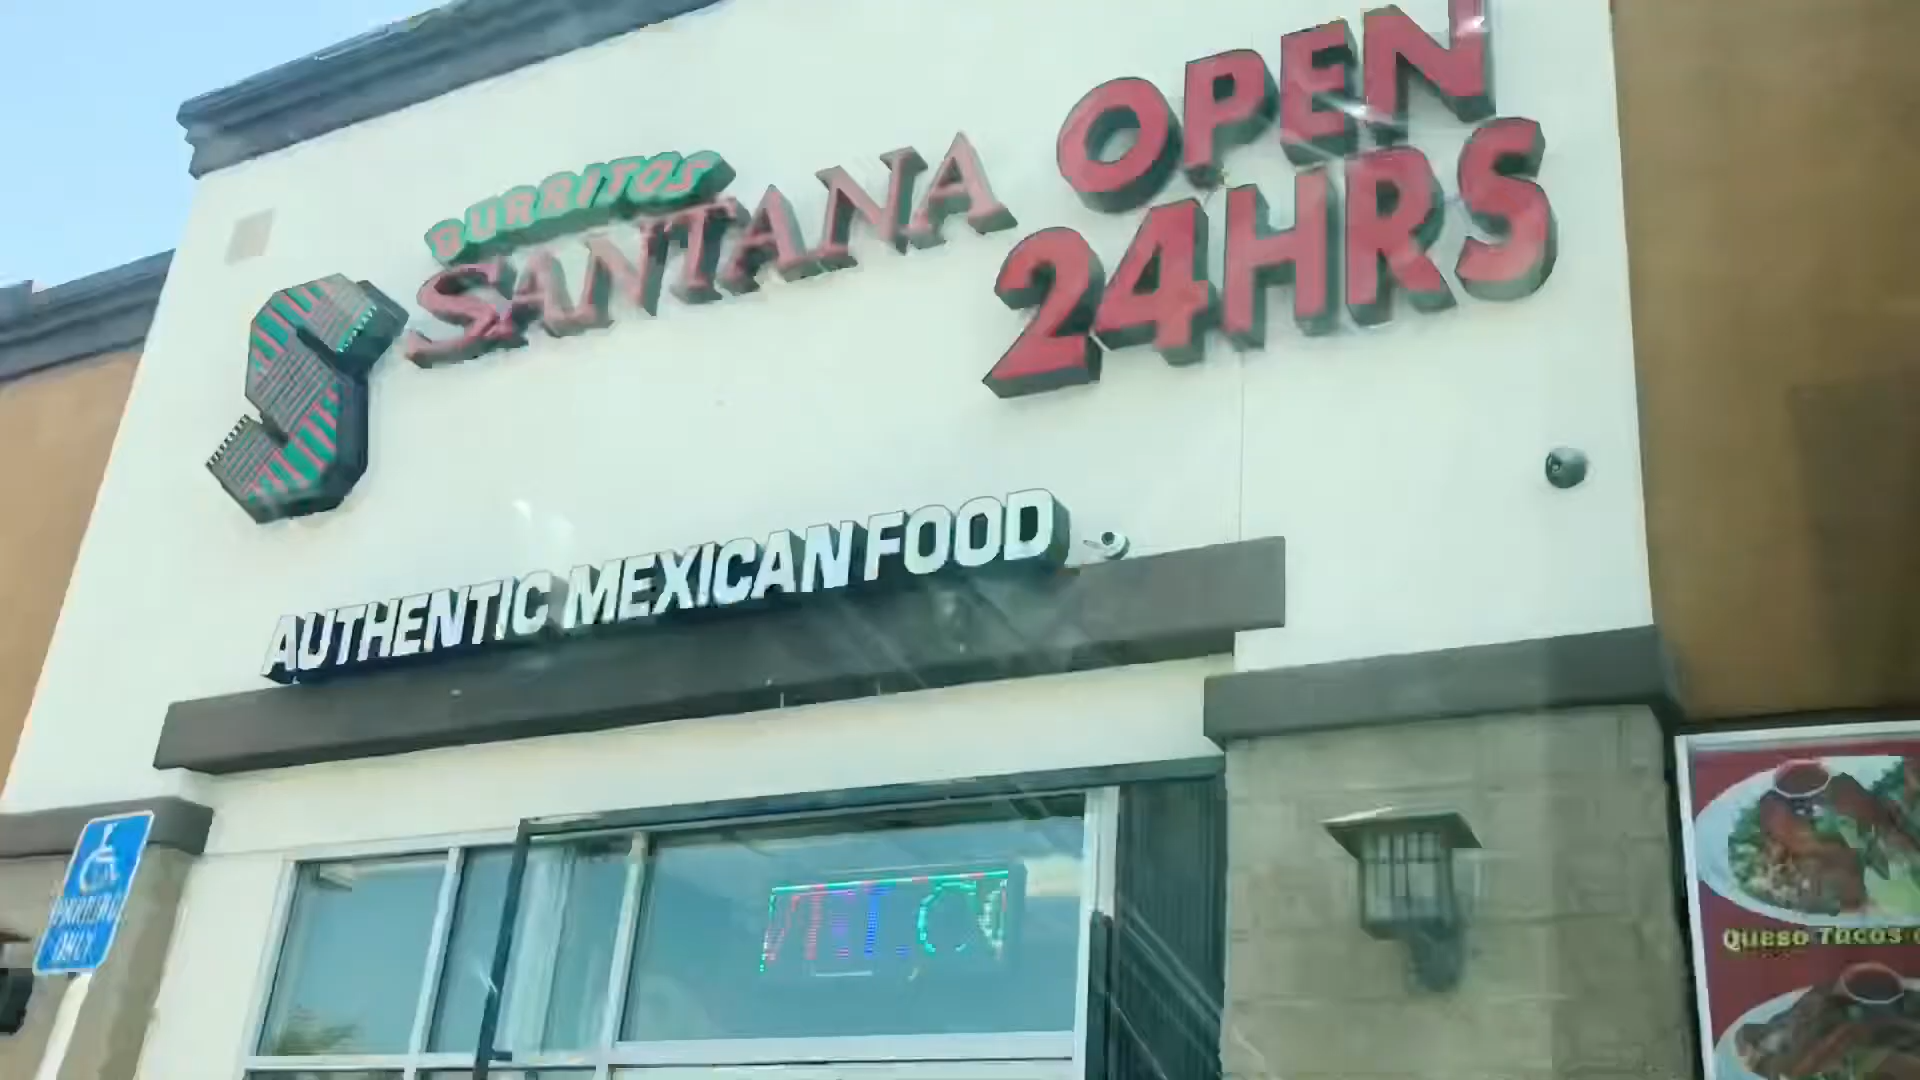 BURRITOS
SANTANA
OPEN
24HRS
AUTHENTIC MEXICAN FOOD
PARKING
ONLY
Queso Tacos